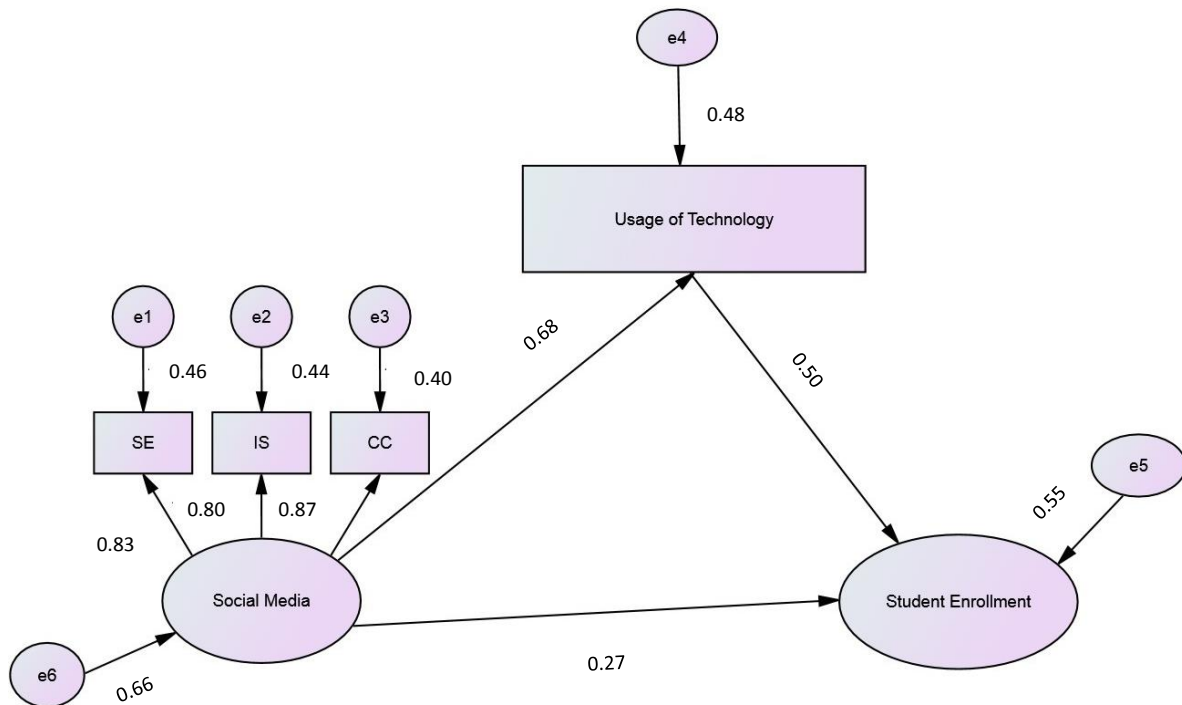 e4
0.48
Usage of Technology
e1
e2
e3
0.68
0.50
0.46
0.44
0.40
SE
IS
CC
e5
0.55
0.80
0.87
0.83
Social Media
Student Enrollment
e6
0.66
0.27